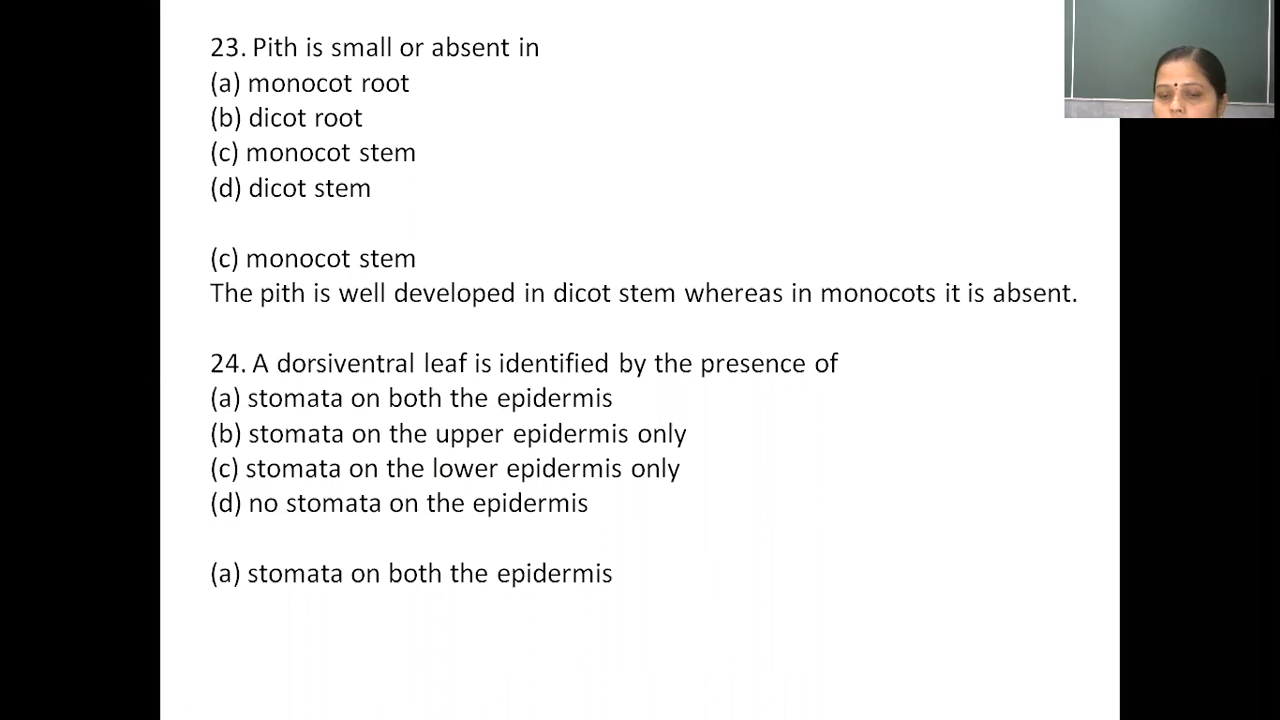 23. Pith is small or absent in
(a) monocot root
(b) dicot root
(c) monocot stem
(d) dicot stem
(c) monocot stem
The pith is well developed in dicot stem whereas in monocots it is absent.
24. A dorsiventral leaf is identified by the presence of
(a) stomata on both the epidermis
(b) stomata on the upper epidermis only
(c) stomata on the lower epidermis only
(d) no stomata on the epidermis
(a) stomata on both the epidermis